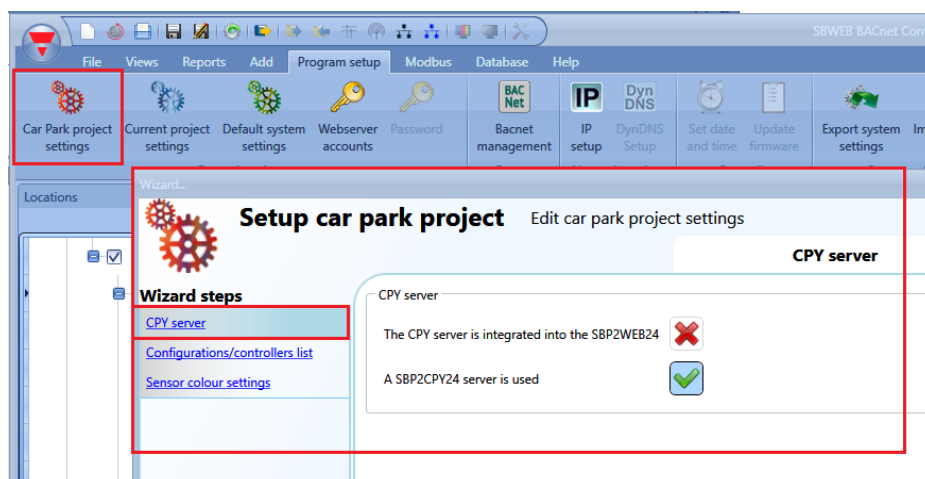 SBWEB BACnet Con
File Views Reports Add Program setup Modbus Database Help
BAC
Net
IP
Dyn
DNS
Car Park project
settings
Current project
settings
Default system
settings
Webserver
accounts
Password
Bacnet
management
IP
setup
DynDNS
Setup
Set date
and time
Update
firmware
Export system
settings
Locations
Wizard...
Setup car park project Edit car park project settings
CPY server
Wizard steps
CPY server
Configurations/controllers list
Sensor colour settings
CPY server
The CPY server is integrated into the SBP2WEB24
A SBP2CPY24 server is used